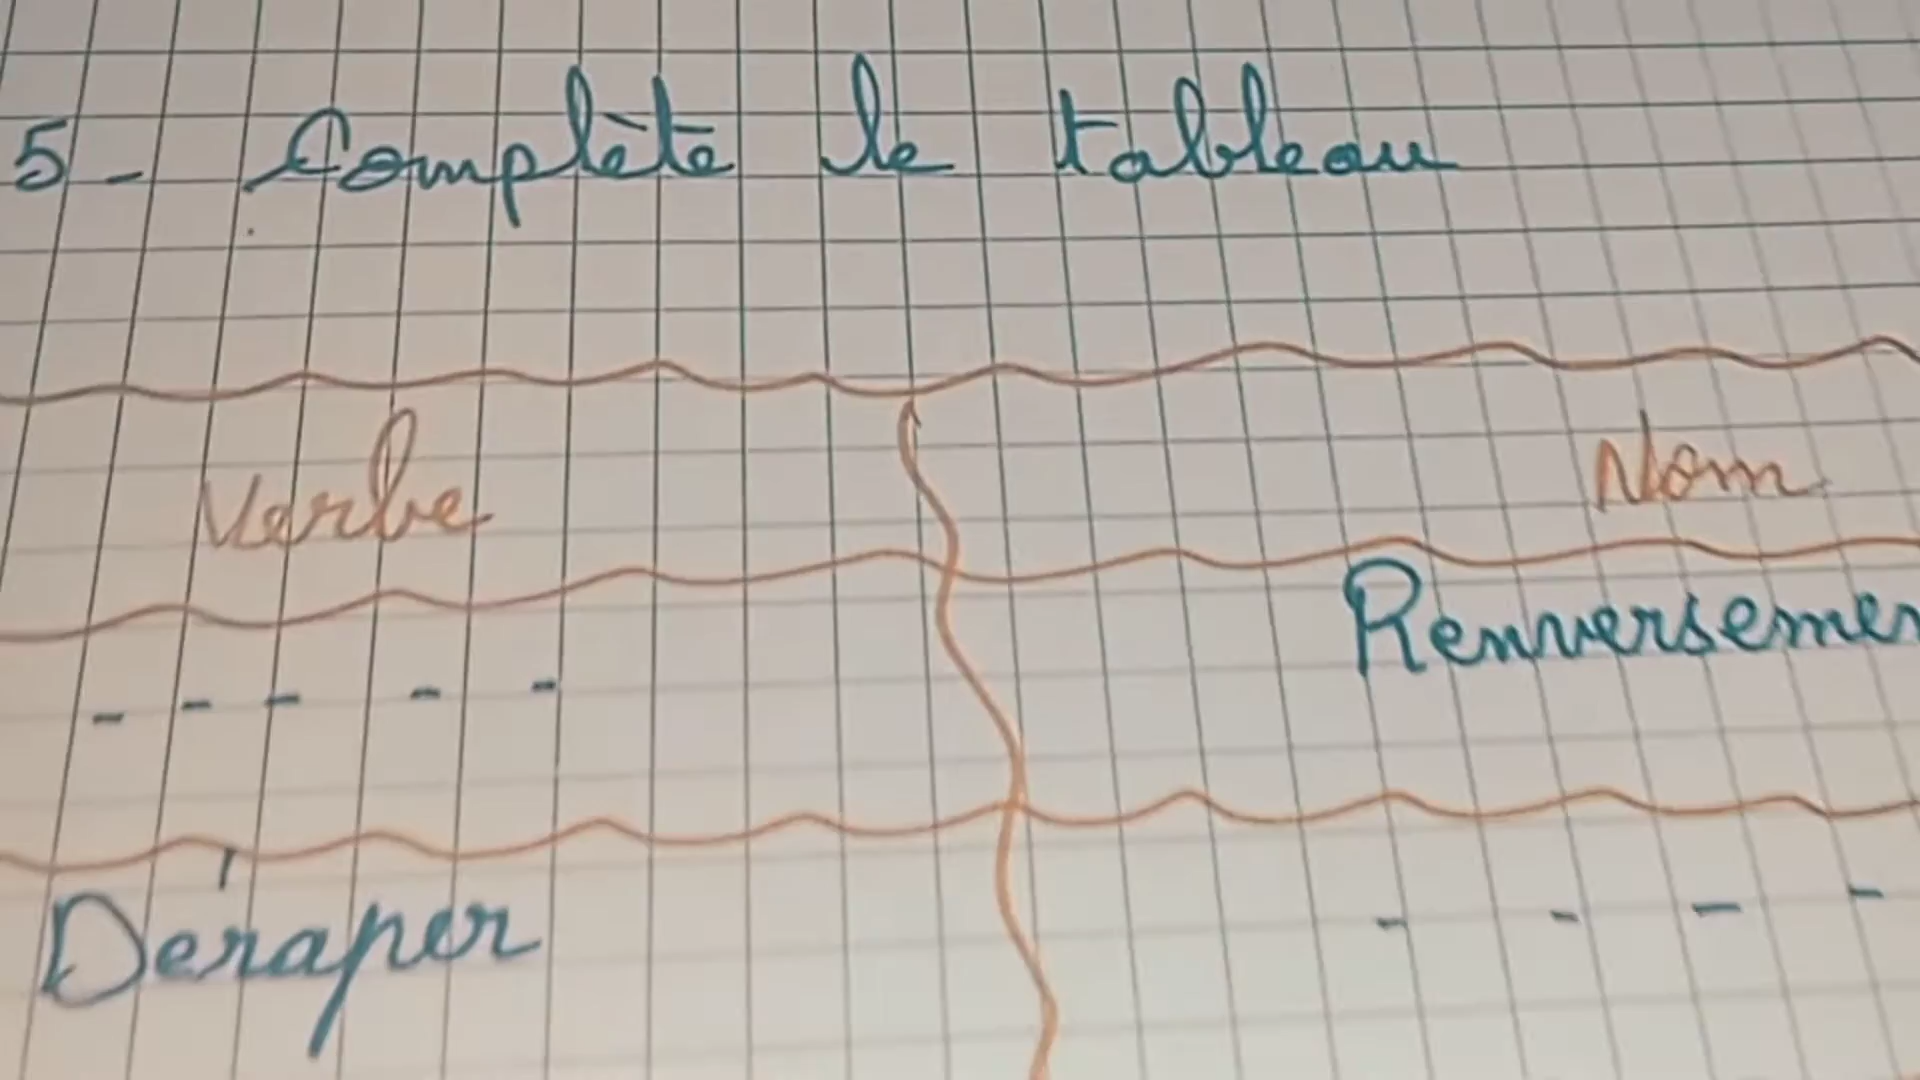 5 - Complète le tableau
Verbe Nom
- - - - - Renversemen
Déraper - - - -